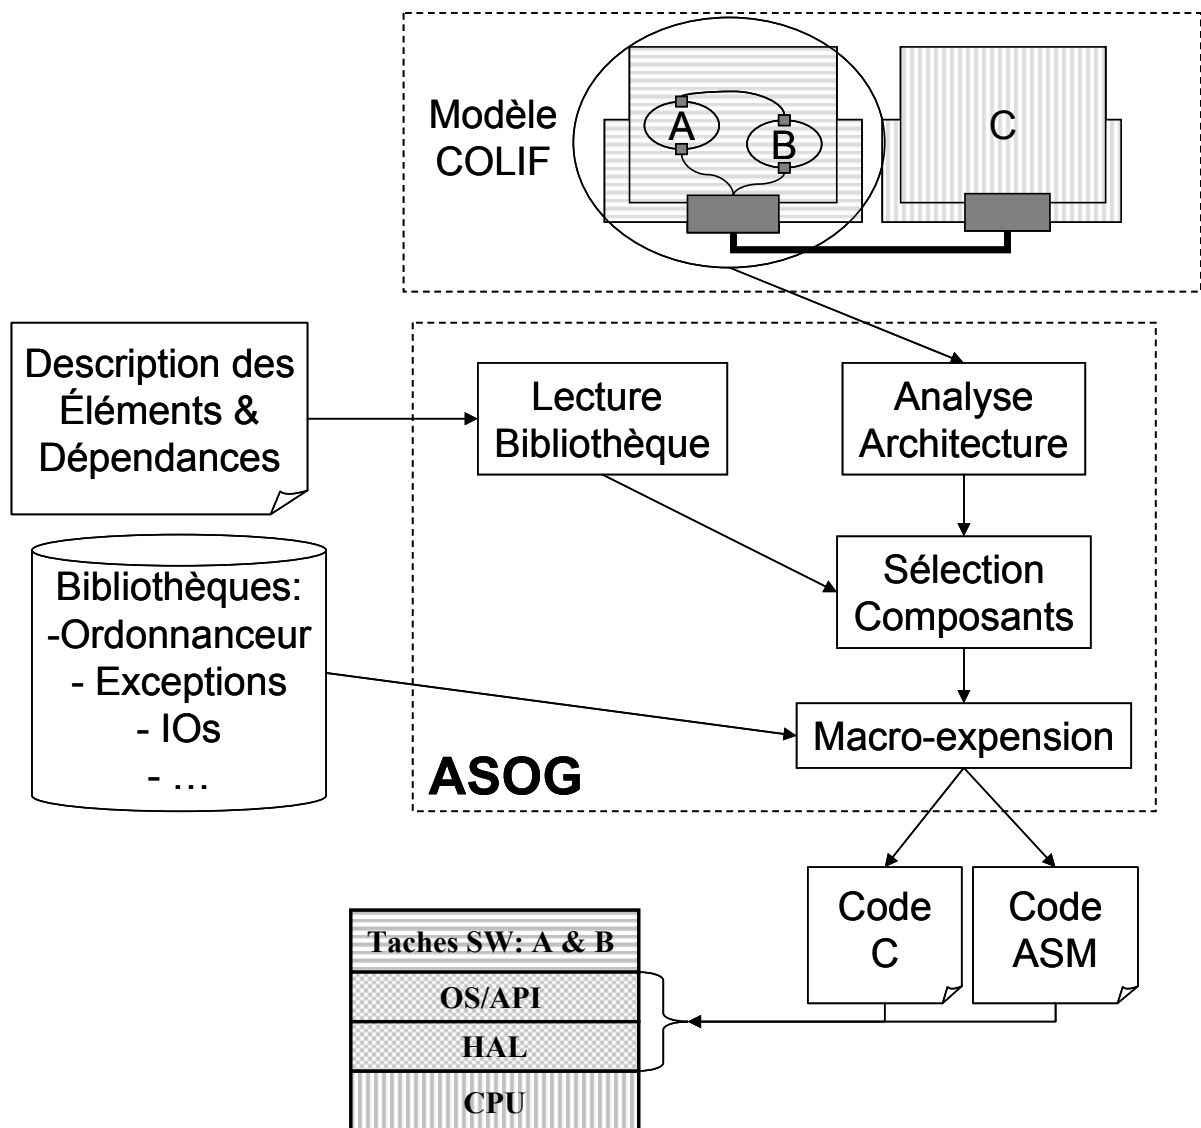 Modèle
COLIF
A
B
C
Description des
Éléments &
Dépendances
Lecture
Bibliothèque
Analyse
Architecture
Bibliothèques:
-Ordonnanceur
- Exceptions
- IOs
- ...
Sélection
Composants
Macro-expension
ASOG
Code
C
Code
ASM
Taches SW: A & B
OS/API
HAL
CPU